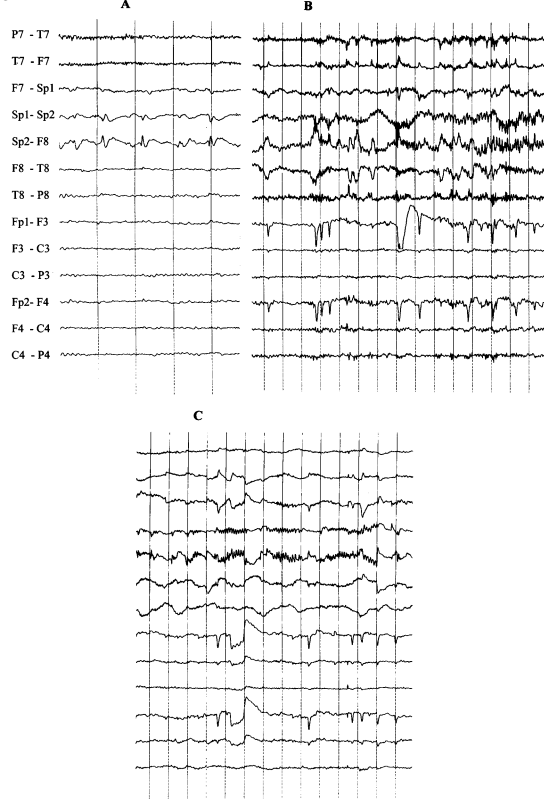 A
B
P7 - T7
T7 - F7
F7 - Sp1
Sp1- Sp2
Sp2- F8
F8 - T8
T8 - P8
Fp1- F3
F3 - C3
C3 - P3
Fp2- F4
F4 - C4
C4 - P4
C